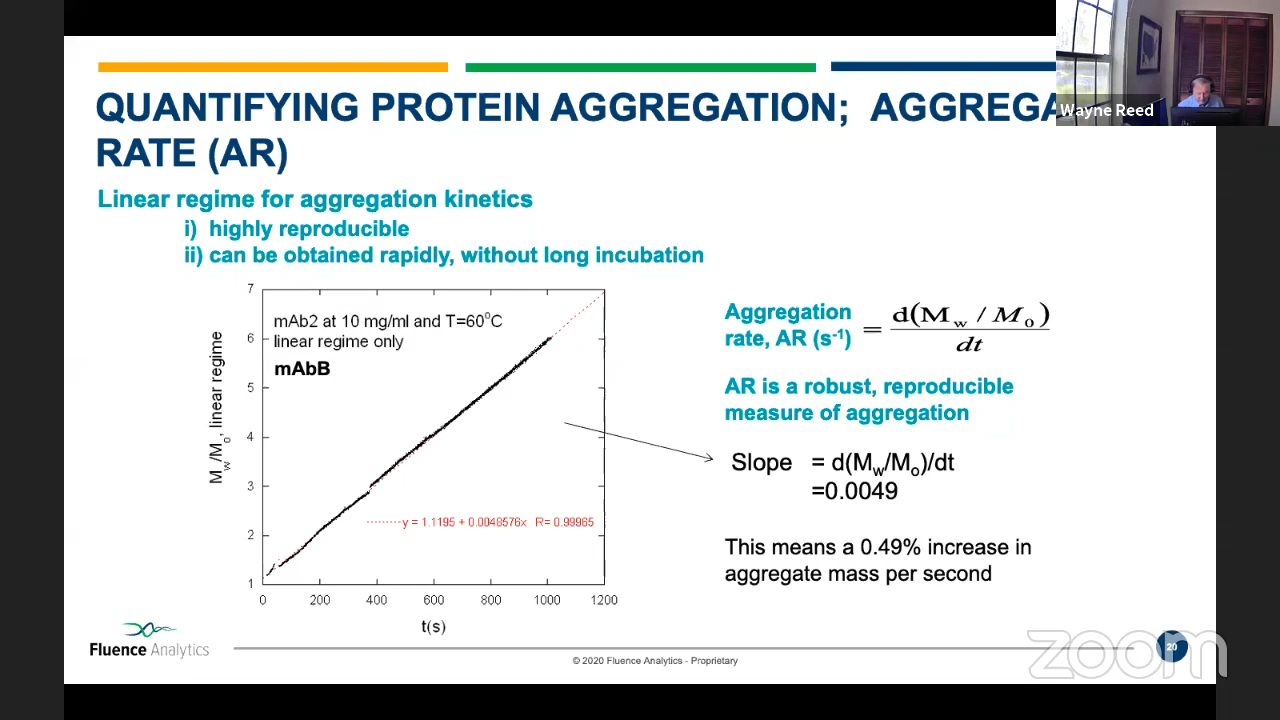 QUANTIFYING PROTEIN AGGREGATION; AGGREGA
RATE (AR)
Wayne Reed
Linear regime for aggregation kinetics
i) highly reproducible
ii) can be obtained rapidly, without long incubation
7
6
5
4
3
2
1
Mw/Mo, linear regime
mAb2 at 10 mg/ml and T=60°C
linear regime only
mAbB
y = 1.1195 + 0.0048576x R= 0.99965
0 200 400 600 800 1000 1200
t(s)
Aggregation
rate, AR (s-1)
= d(Mw / M0) / dt
AR is a robust, reproducible
measure of aggregation
Slope = d(Mw/Mo)/dt
=0.0049
This means a 0.49% increase in
aggregate mass per second
Fluence Analytics
© 2020 Fluence Analytics - Proprietary
20
zoom